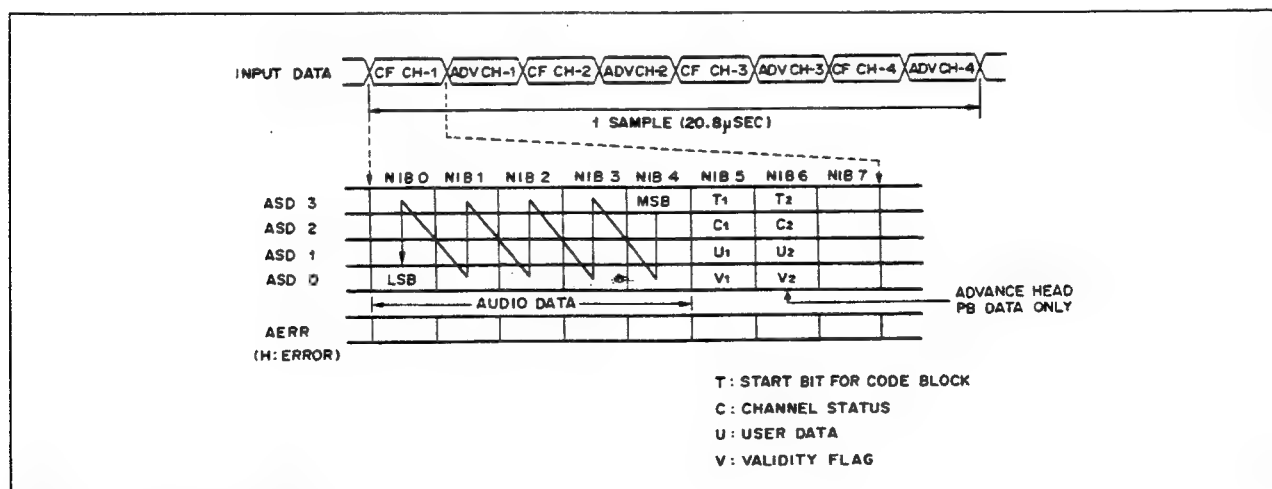 INPUT DATA CF CH-1 ADV CH-1 CF CH-2 ADV CH-2 CF CH-3 ADV CH-3 CF CH-4 ADV CH-4
1 SAMPLE (20.8μSEC)
NIB 0 NIB 1 NIB 2 NIB 3 NIB 4 NIB 5 NIB 6 NIB 7
ASD 3 MSB T1 T2
ASD 2 C1 C2
ASD 1 U1 U2
ASD 0 LSB V1 V2
AUDIO DATA
ADVANCE HEAD
PB DATA ONLY
AERR
(H: ERROR)
T: START BIT FOR CODE BLOCK
C: CHANNEL STATUS
U: USER DATA
V: VALIDITY FLAG